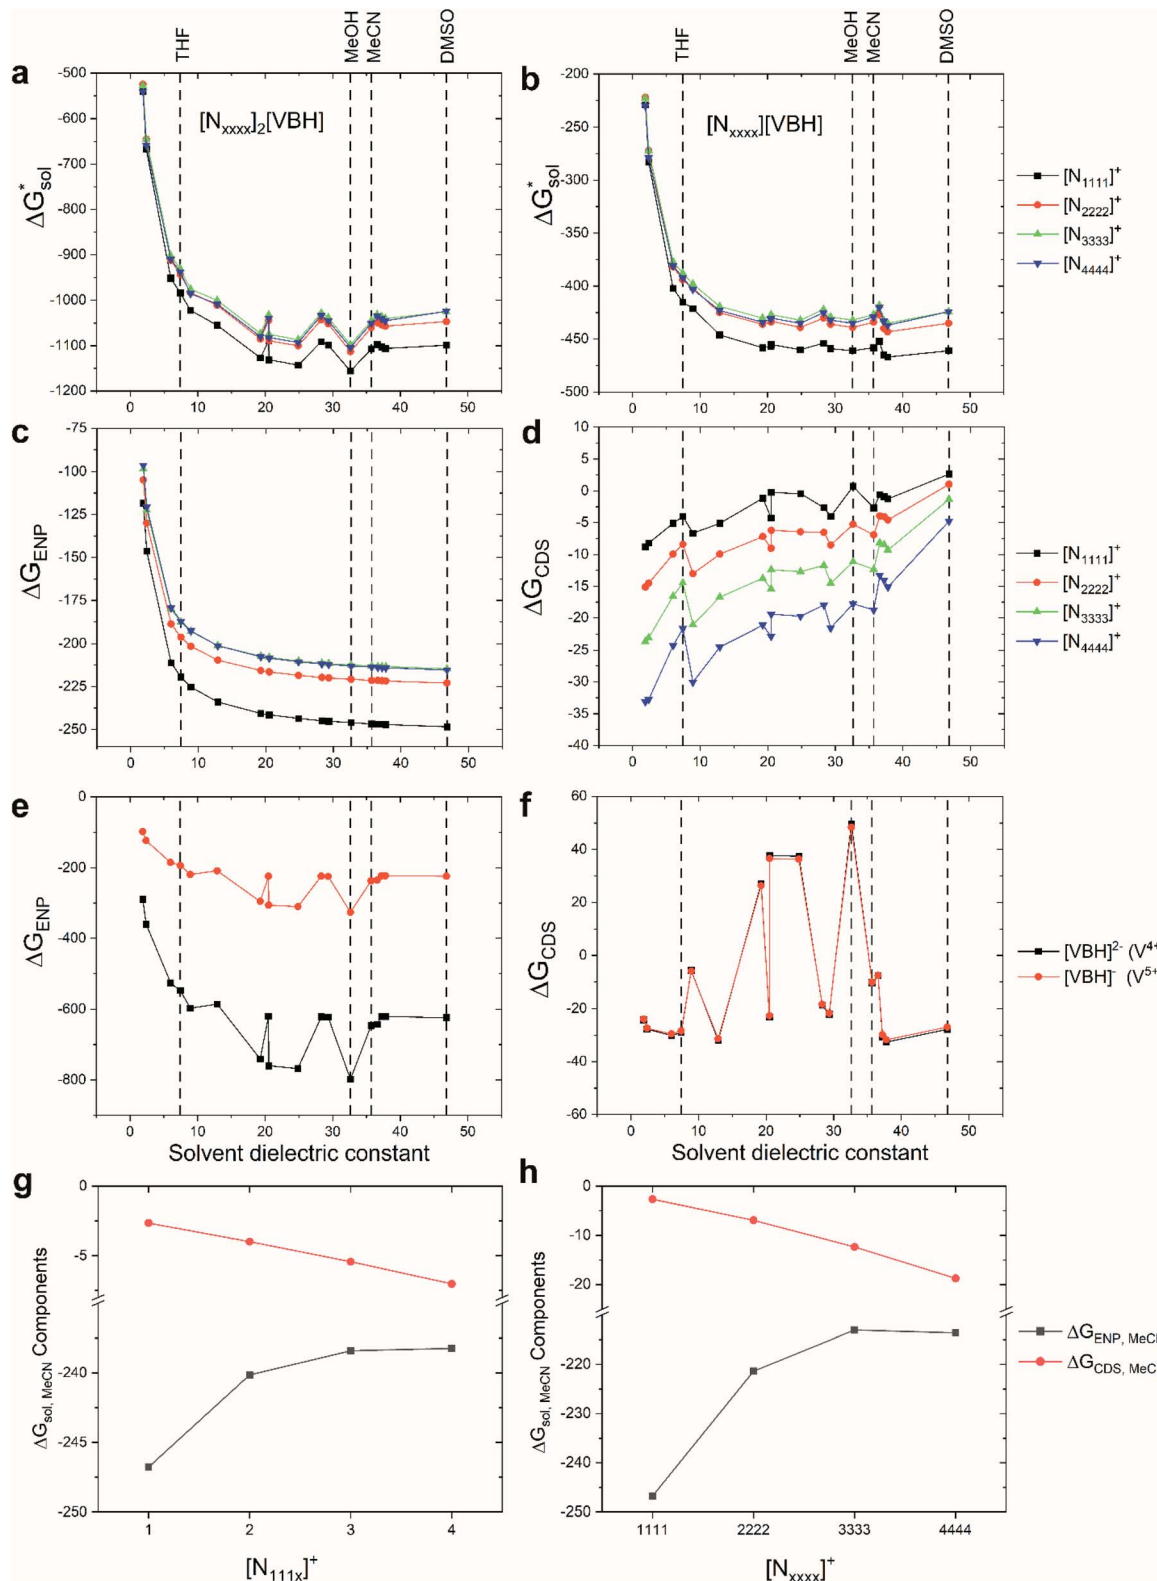 THF
MeOH
MeCN
DMSO
THF
MeOH
MeCN
DMSO
a
ΔG*sol
-500
-600
-700
-800
-900
-1000
-1100
-1200
[Nxxxx]2[VBH]
0 10 20 30 40 50
b
ΔG*sol
-200
-250
-300
-350
-400
-450
-500
[Nxxxx][VBH]
0 10 20 30 40 50
[N1111]+
[N2222]+
[N3333]+
[N4444]+
c
ΔGENP
-75
-100
-125
-150
-175
-200
-225
-250
0 10 20 30 40 50
d
ΔGCDS
10
5
0
-5
-10
-15
-20
-25
-30
-35
-40
0 10 20 30 40 50
[N1111]+
[N2222]+
[N3333]+
[N4444]+
e
ΔGENP
0
-200
-400
-600
-800
0 10 20 30 40 50
Solvent dielectric constant
f
ΔGCDS
60
40
20
0
-20
-40
-60
0 10 20 30 40 50
Solvent dielectric constant
[VBH]2- (V4+
[VBH]- (V5+
g
ΔGsol, MeCN Components
0
-5
-240
-245
-250
1 2 3 4
[N111x]+
h
ΔGsol, MeCN Components
0
-10
-20
-220
-230
-240
-250
1111 2222 3333 4444
[Nxxxx]+
ΔGENP, MeC
ΔGCDS, MeC